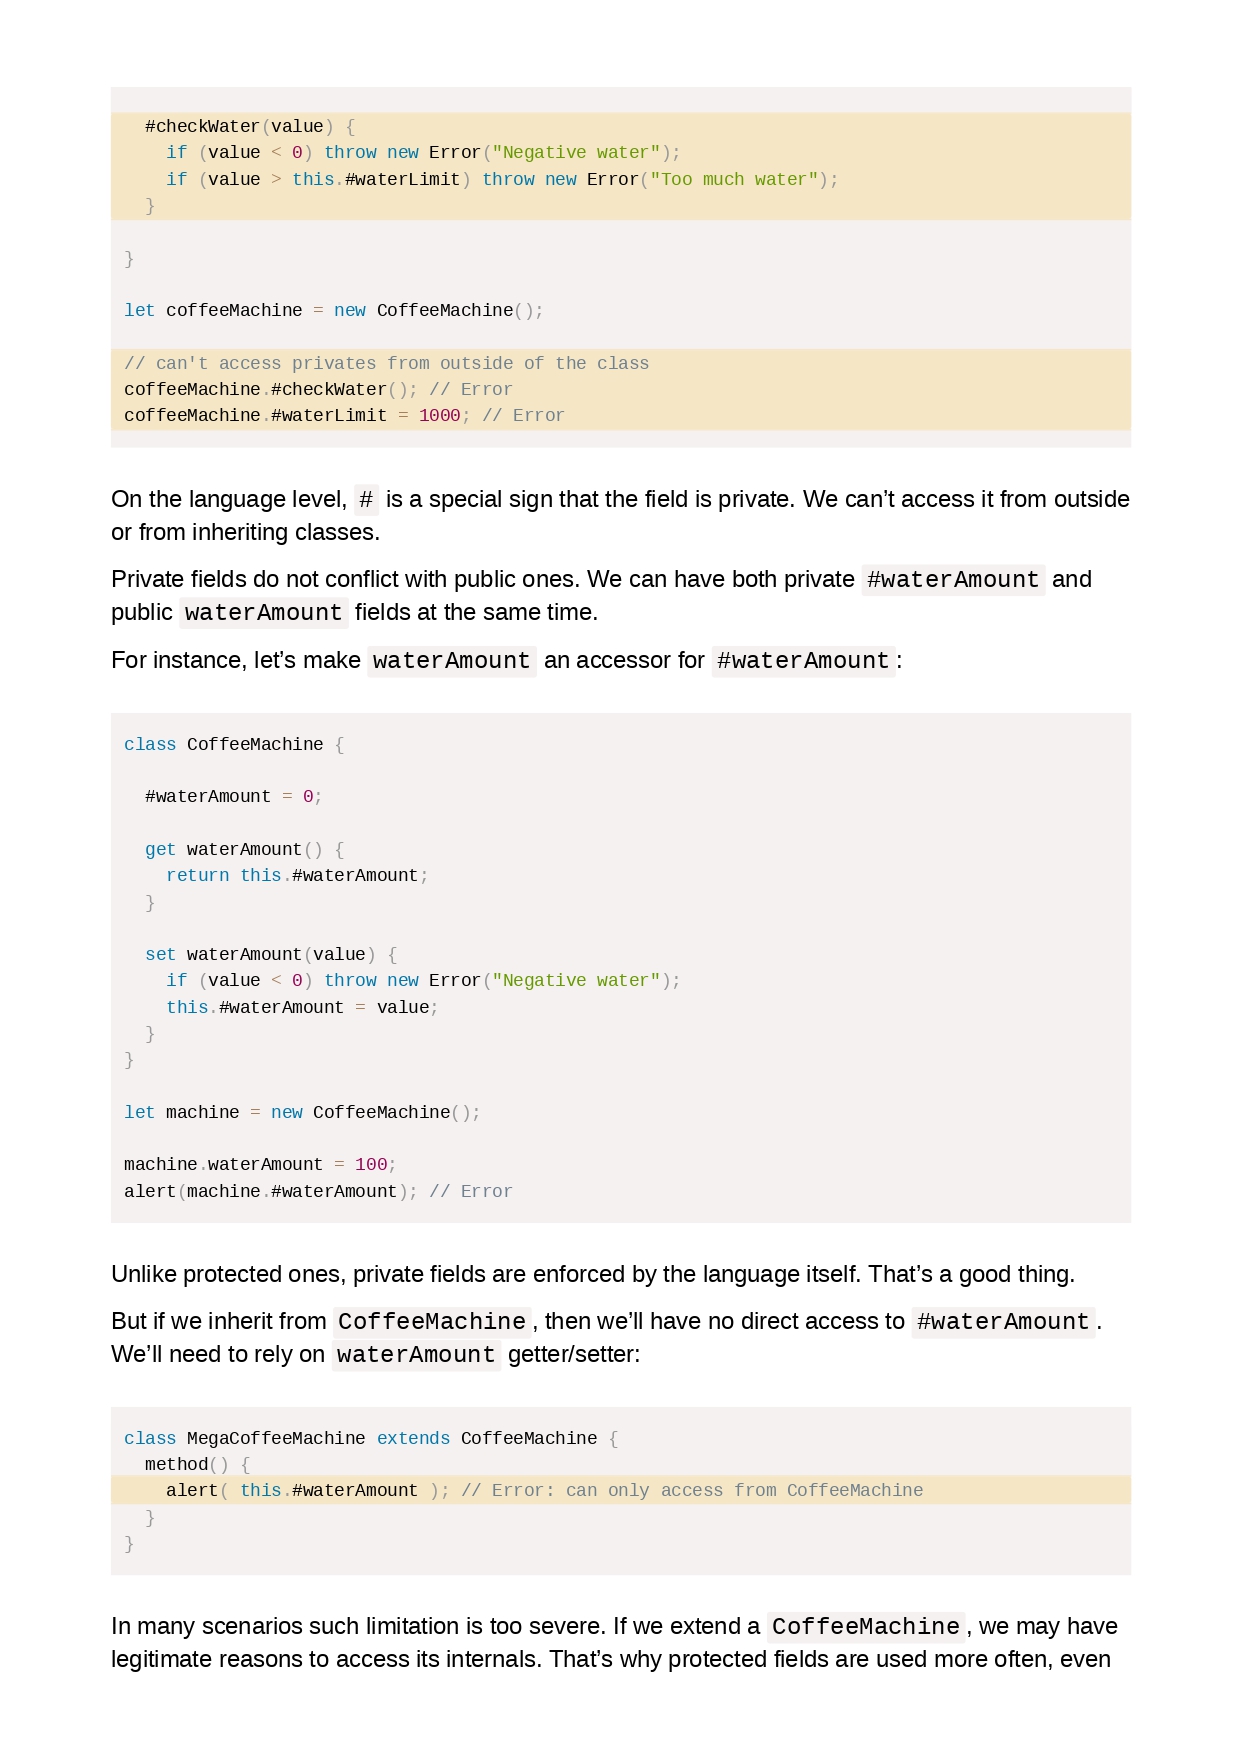 #checkWater(value) {
    if (value < 0) throw new Error("Negative water");
    if (value > this.#waterLimit) throw new Error("Too much water");
  }
}
let coffeeMachine = new CoffeeMachine();
// can't access privates from outside of the class
coffeeMachine.#checkWater(); // Error
coffeeMachine.#waterLimit = 1000; // Error
On the language level, # is a special sign that the field is private. We can’t access it from outside
or from inheriting classes.
Private fields do not conflict with public ones. We can have both private #waterAmount and
public waterAmount fields at the same time.
For instance, let’s make waterAmount an accessor for #waterAmount:
class CoffeeMachine {
  #waterAmount = 0;
  get waterAmount() {
    return this.#waterAmount;
  }
  set waterAmount(value) {
    if (value < 0) throw new Error("Negative water");
    this.#waterAmount = value;
  }
}
let machine = new CoffeeMachine();
machine.waterAmount = 100;
alert(machine.#waterAmount); // Error
Unlike protected ones, private fields are enforced by the language itself. That’s a good thing.
But if we inherit from CoffeeMachine, then we’ll have no direct access to #waterAmount.
We’ll need to rely on waterAmount getter/setter:
class MegaCoffeeMachine extends CoffeeMachine {
  method() {
    alert( this.#waterAmount ); // Error: can only access from CoffeeMachine
  }
}
In many scenarios such limitation is too severe. If we extend a CoffeeMachine, we may have
legitimate reasons to access its internals. That’s why protected fields are used more often, even